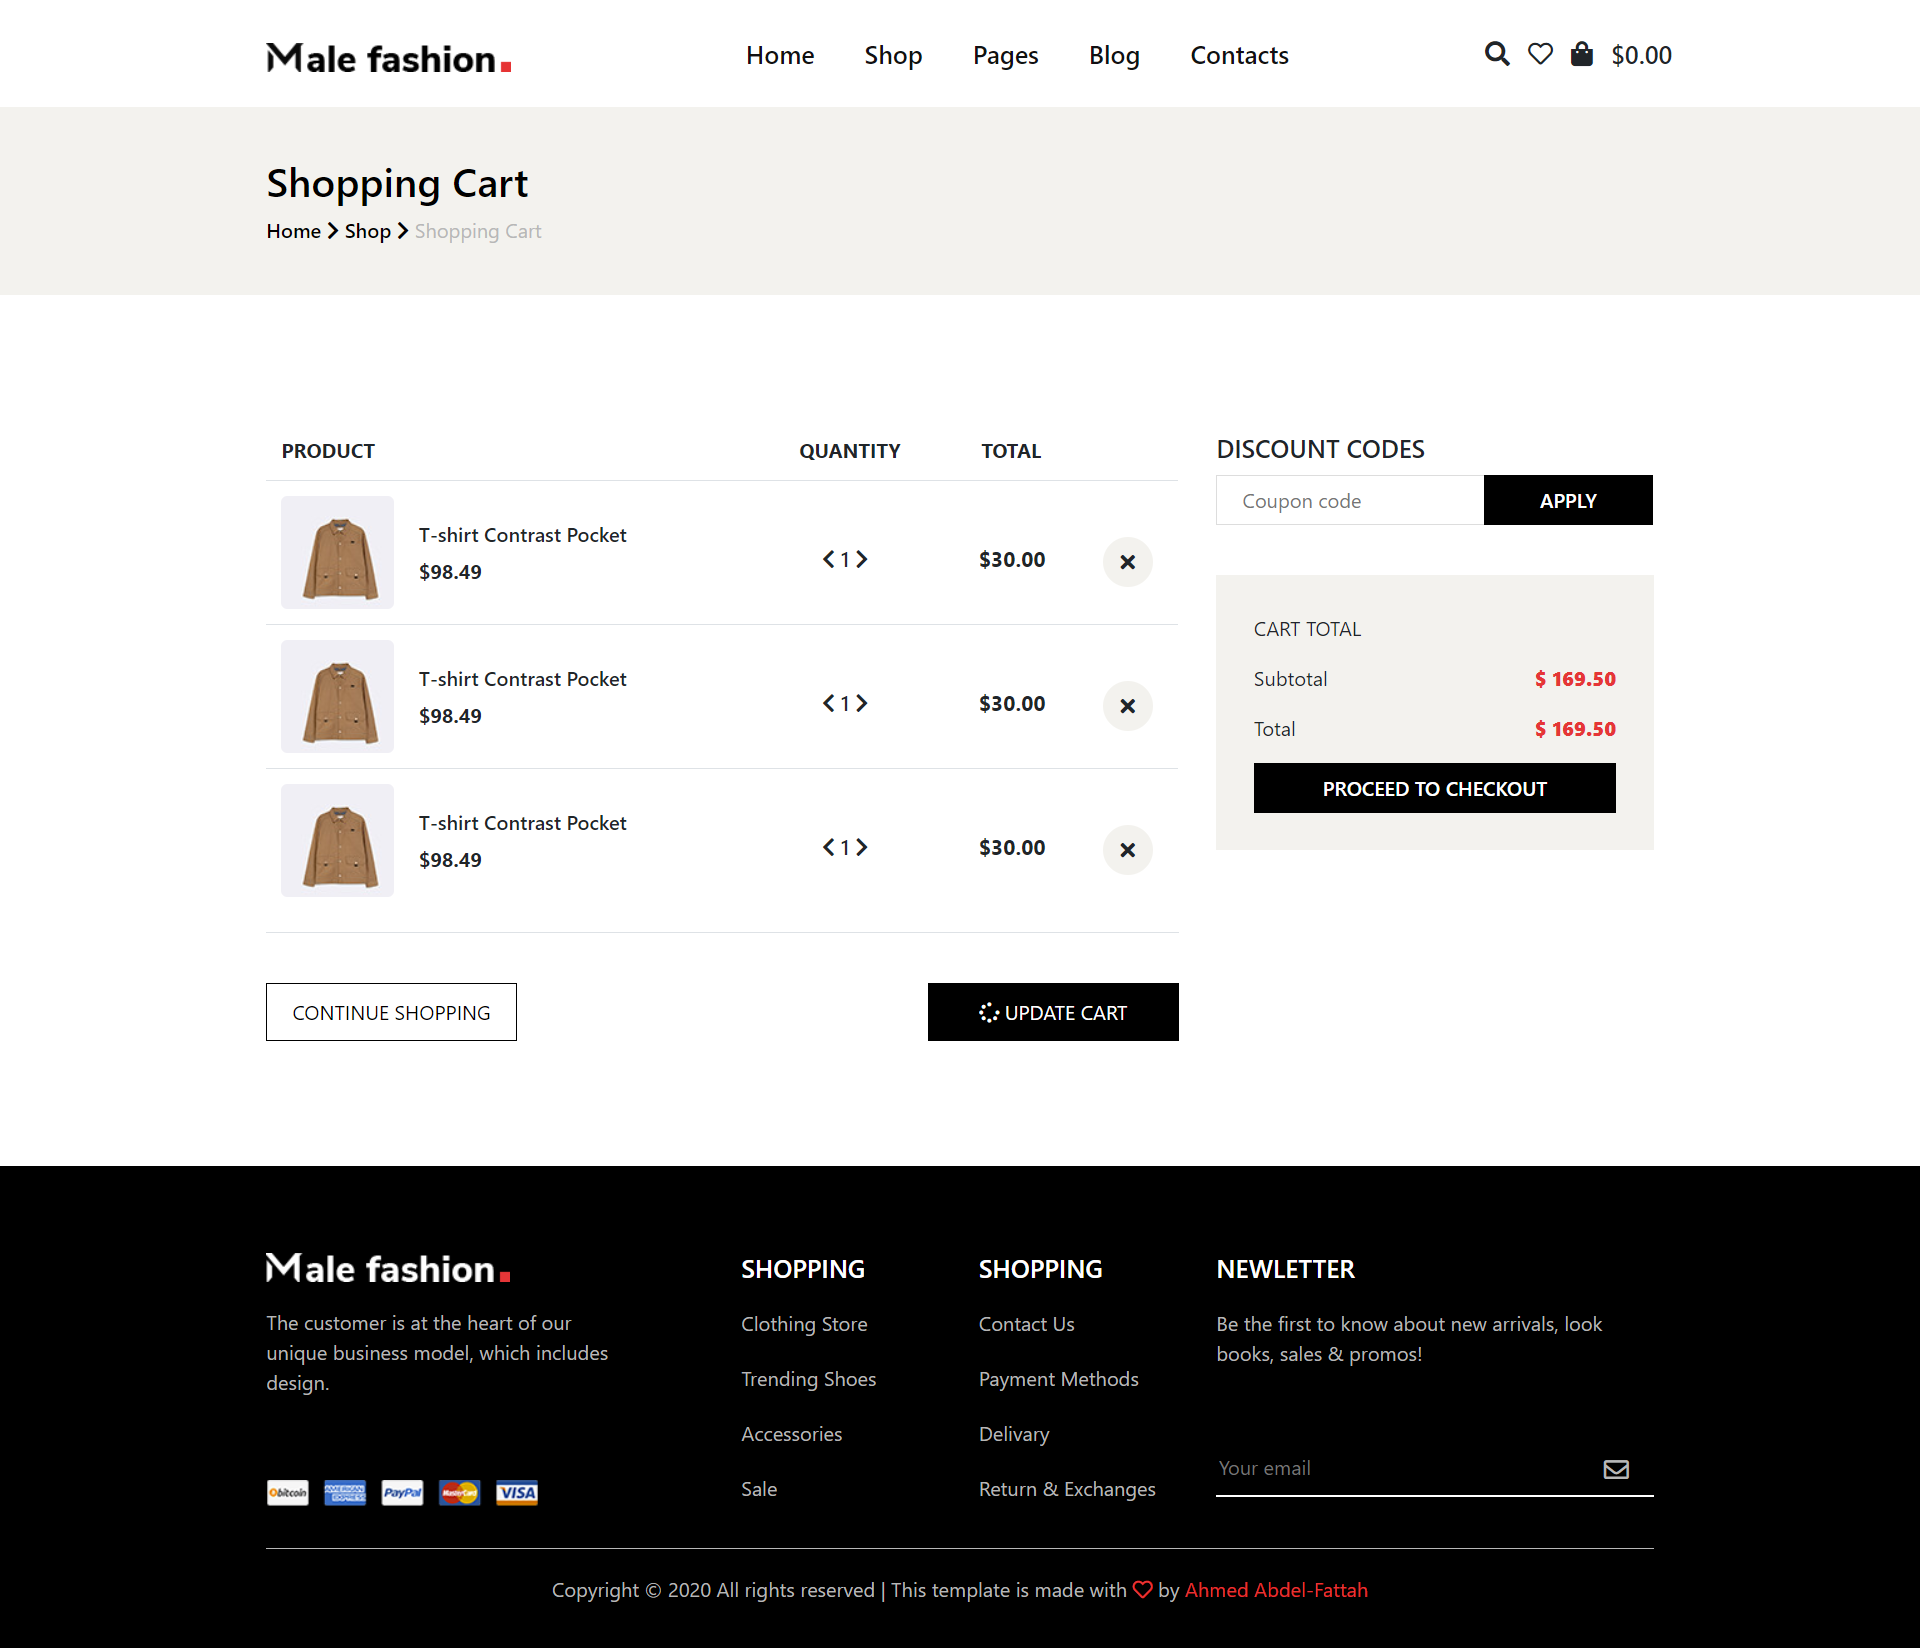 Male fashion.
Home Shop Pages Blog Contacts
$0.00
Shopping Cart
Home Shop Shopping Cart
PRODUCT QUANTITY TOTAL
T-shirt Contrast Pocket
$98.49
1 $30.00
T-shirt Contrast Pocket
$98.49
1 $30.00
T-shirt Contrast Pocket
$98.49
1 $30.00
CONTINUE SHOPPING
UPDATE CART
DISCOUNT CODES
Coupon code APPLY
CART TOTAL
Subtotal $ 169.50
Total $ 169.50
PROCEED TO CHECKOUT
Male fashion.
The customer is at the heart of our
unique business model, which includes
design.
bitcoin AMERICAN EXPRESS PayPal MasterCard VISA
SHOPPING
Clothing Store
Trending Shoes
Accessories
Sale
SHOPPING
Contact Us
Payment Methods
Delivary
Return & Exchanges
NEWLETTER
Be the first to know about new arrivals, look
books, sales & promos!
Your email
Copyright © 2020 All rights reserved | This template is made with by Ahmed Abdel-Fattah